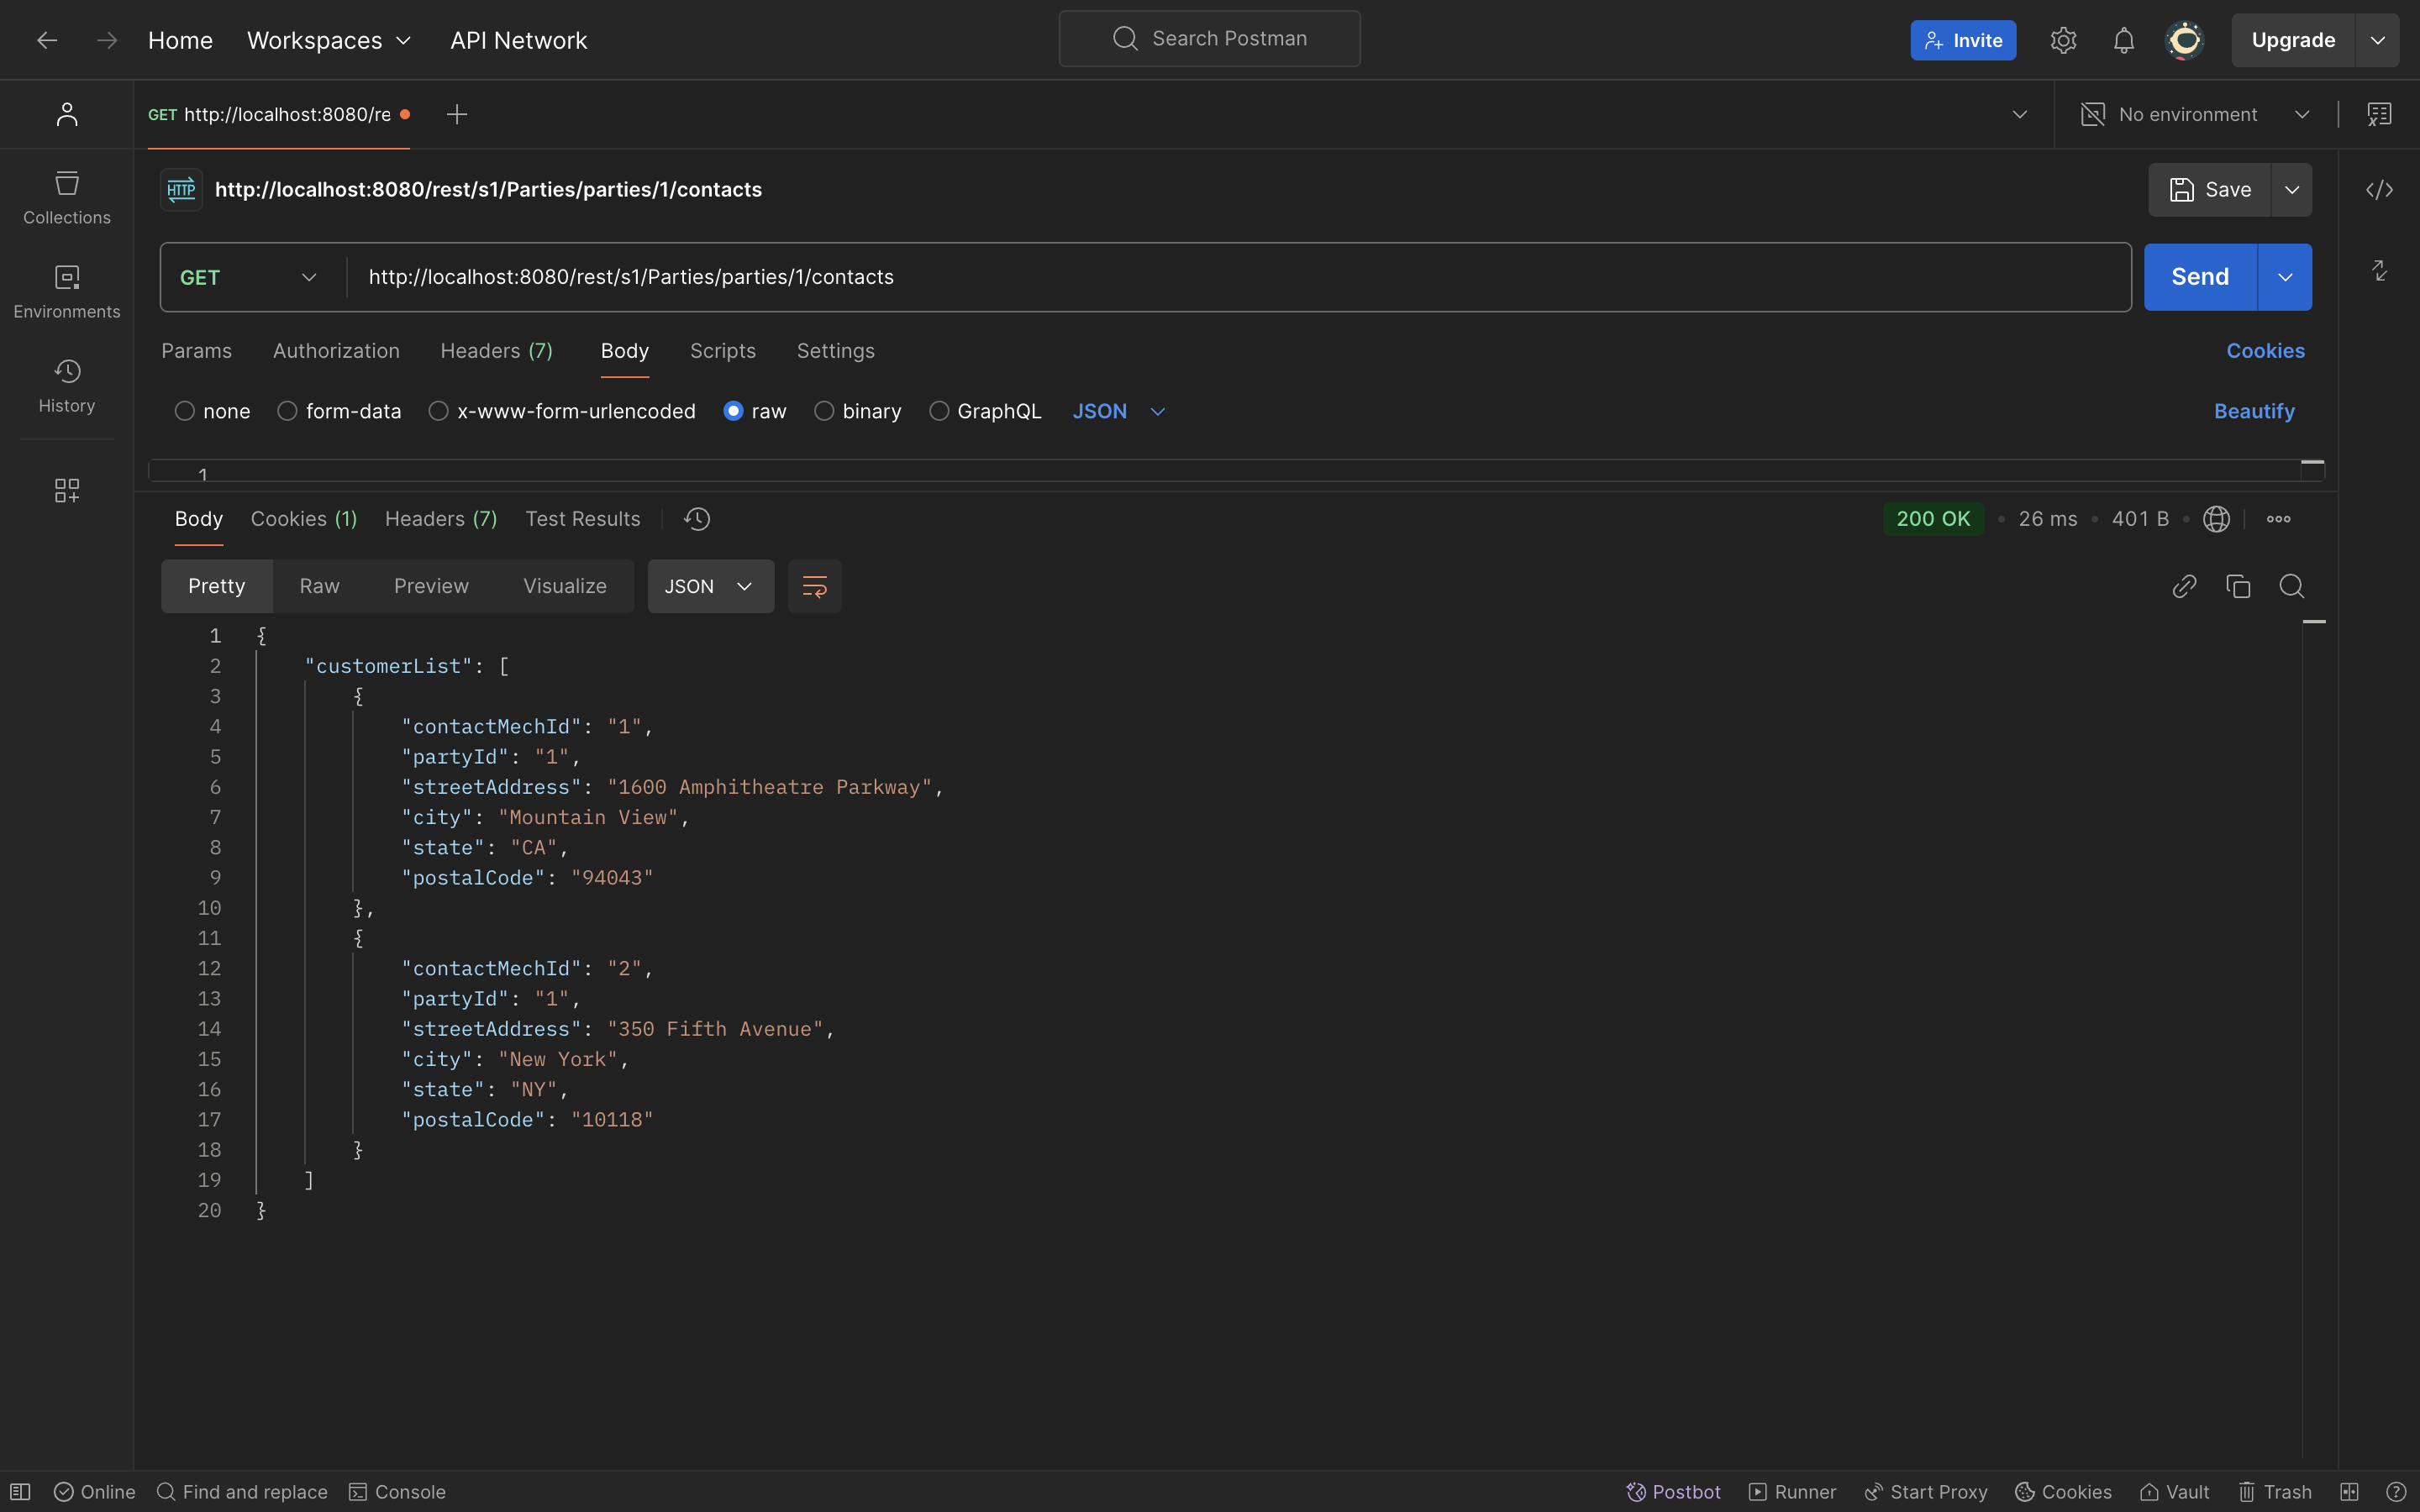 Home Workspaces API Network Search Postman Invite Upgrade
GET http://localhost:8080/re No environment
HTTP http://localhost:8080/rest/s1/Parties/parties/1/contacts Save
Collections
GET http://localhost:8080/rest/s1/Parties/parties/1/contacts Send
Environments
Params Authorization Headers (7) Body Scripts Settings Cookies
History
none form-data x-www-form-urlencoded raw binary GraphQL JSON Beautify
1
Body Cookies (1) Headers (7) Test Results 200 OK • 26 ms • 401 B •
Pretty Raw Preview Visualize JSON
1 {
2 "customerList": [
3 {
4 "contactMechId": "1",
5 "partyId": "1",
6 "streetAddress": "1600 Amphitheatre Parkway",
7 "city": "Mountain View",
8 "state": "CA",
9 "postalCode": "94043"
10 },
11 {
12 "contactMechId": "2",
13 "partyId": "1",
14 "streetAddress": "350 Fifth Avenue",
15 "city": "New York",
16 "state": "NY",
17 "postalCode": "10118"
18 }
19 ]
20 }
Online Find and replace Console Postbot Runner Start Proxy Cookies Vault Trash